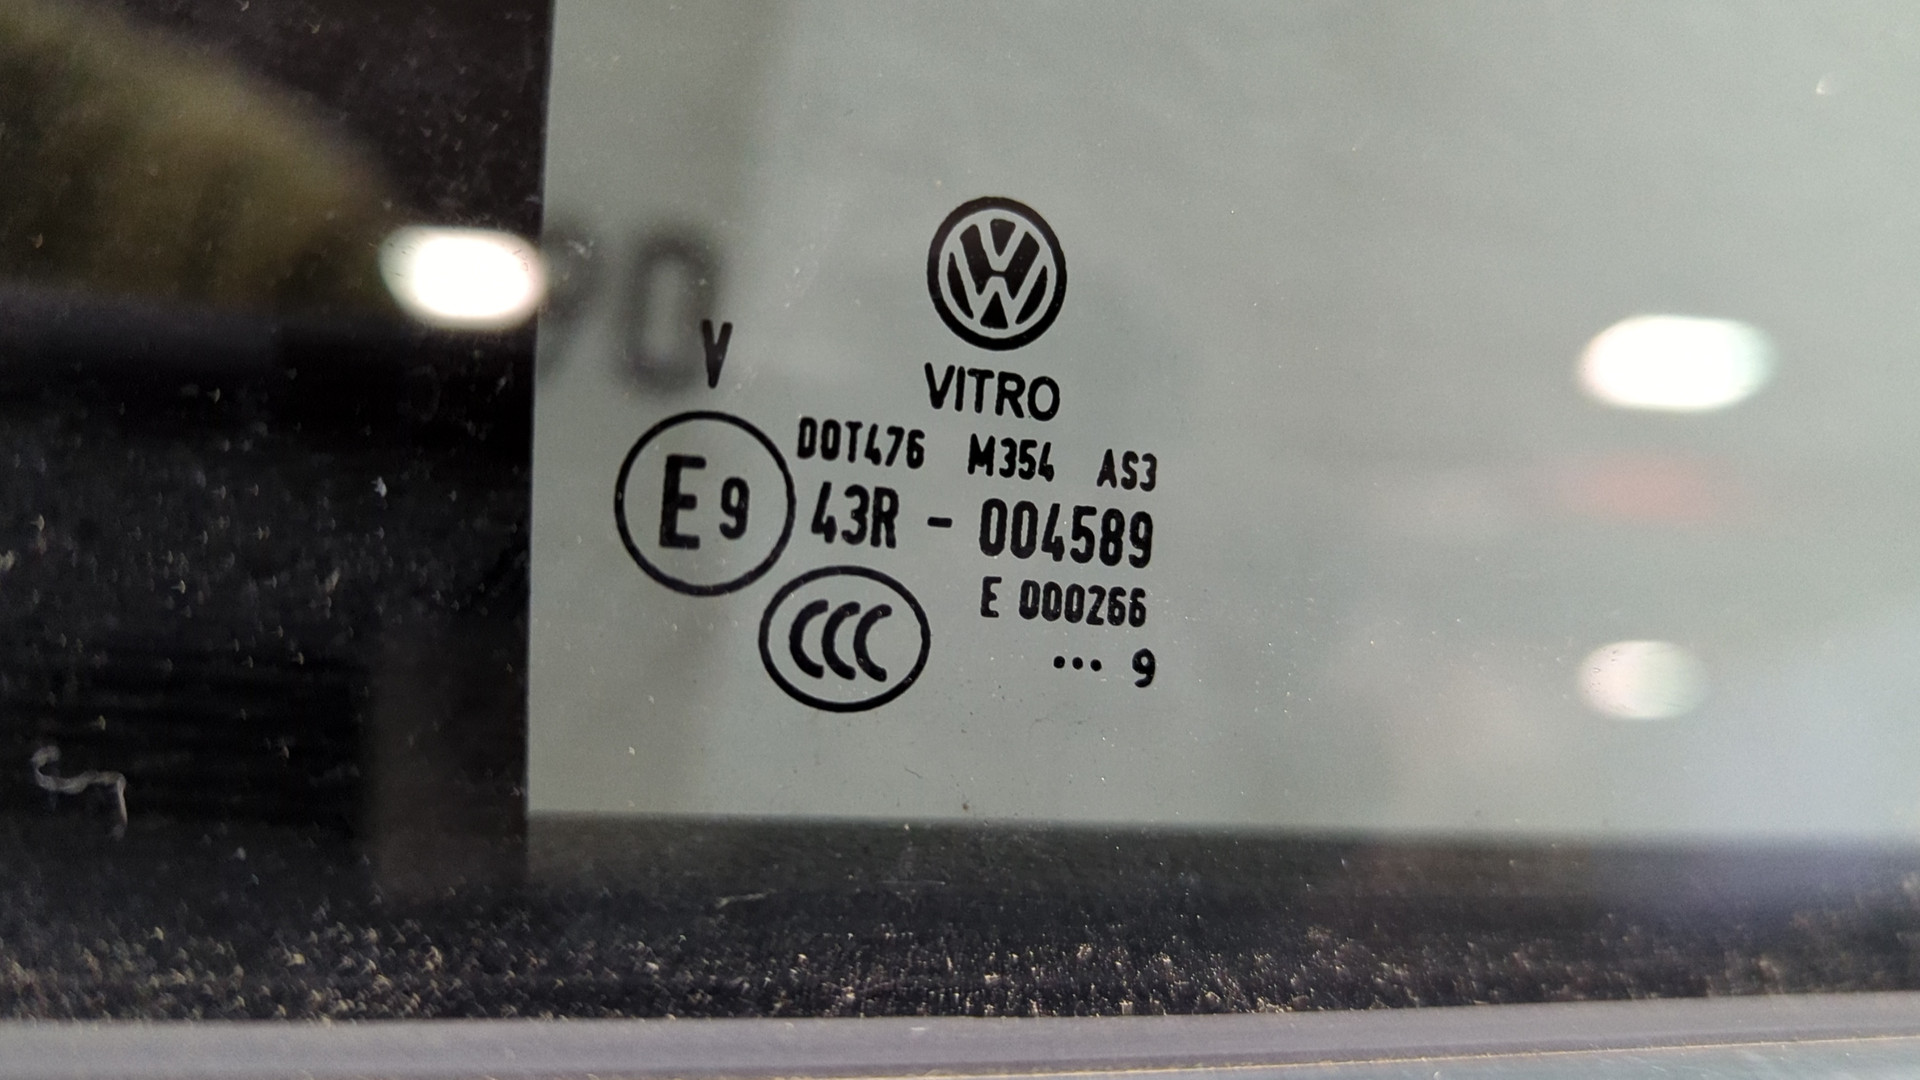 VITRO
V
DOT476 M354 AS3
E9 43R - 004589
E 000266
CCC
••• 9